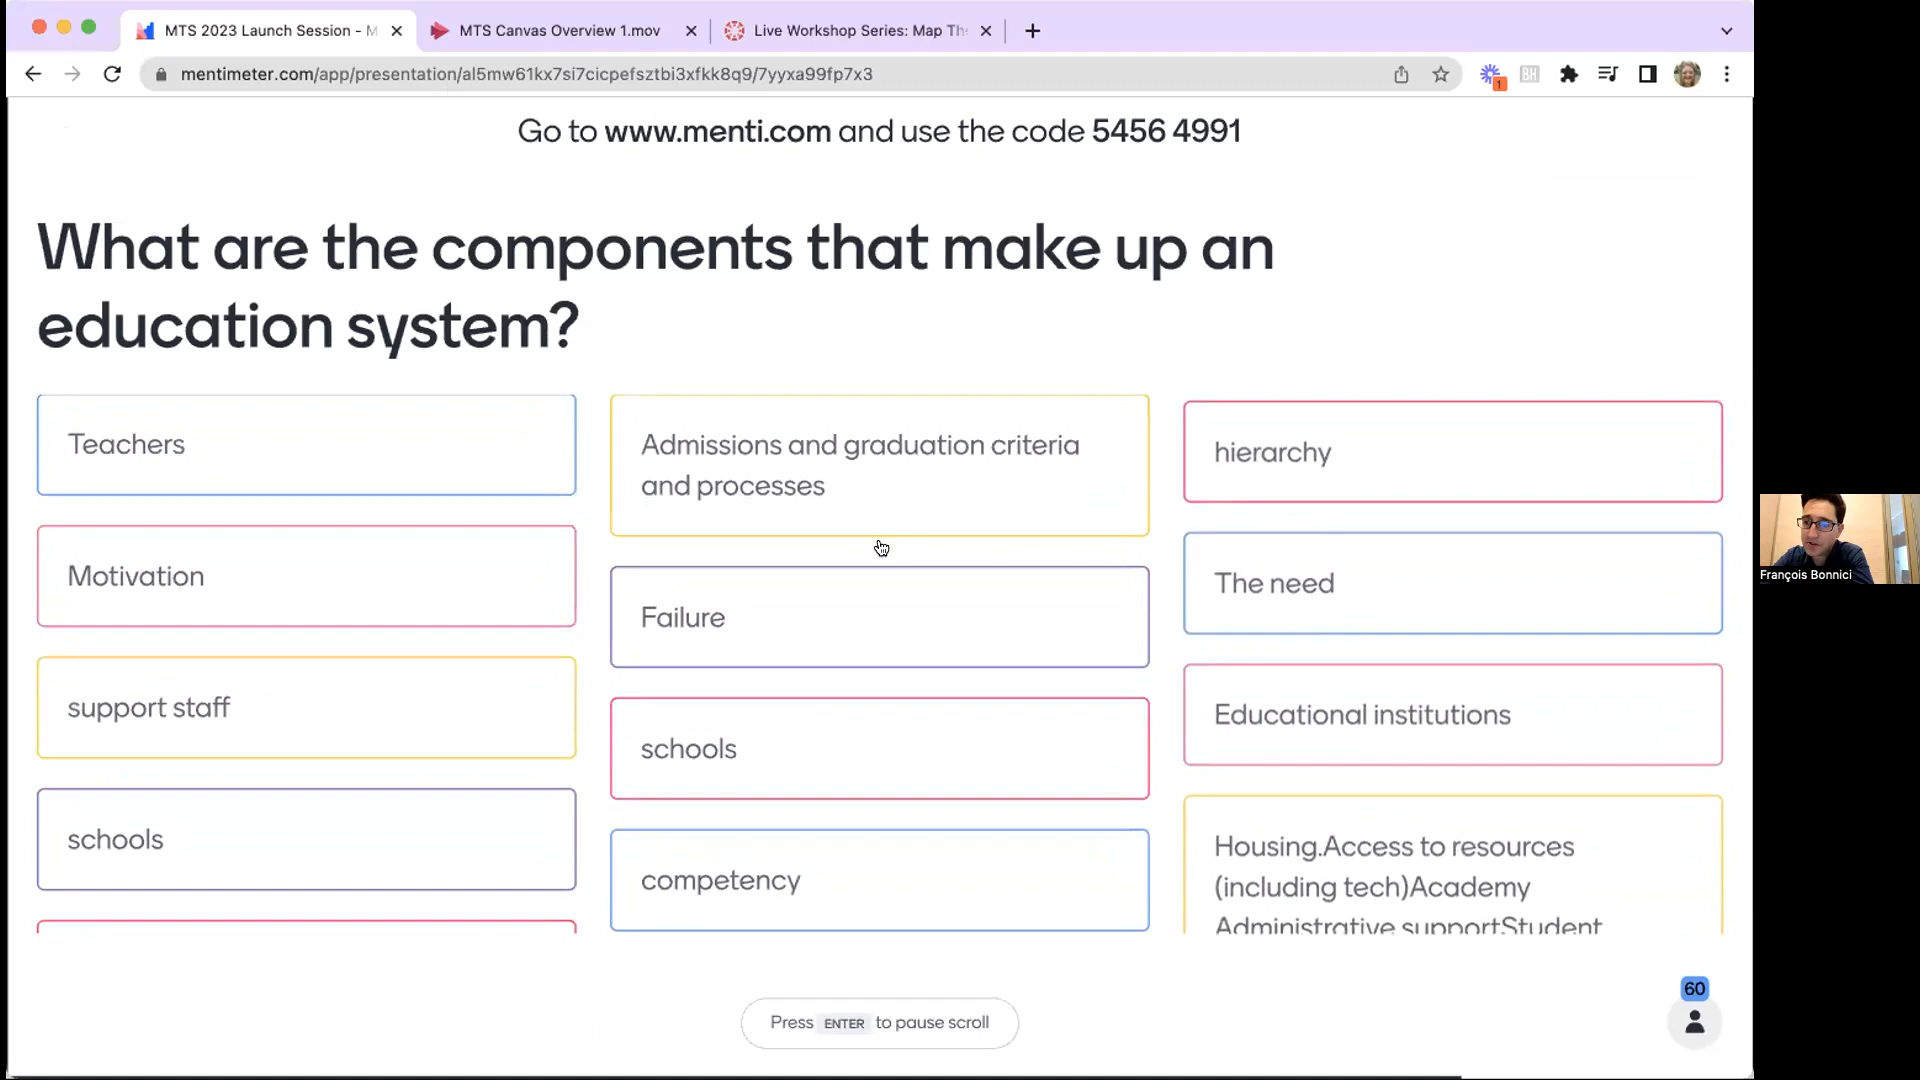 MTS 2023 Launch Session - M
MTS Canvas Overview 1.mov
Live Workshop Series: Map Th
mentimeter.com/app/presentation/al5mw61kx7si7cicpefsztbi3xfkk8q9/7yyxa99fp7x3
1
BH
Go to www.menti.com and use the code 5456 4991
What are the components that make up an
education system?
Teachers
Motivation
support staff
schools
Admissions and graduation criteria
and processes
Failure
schools
competency
hierarchy
The need
Educational institutions
Housing.Access to resources
(including tech)Academy
Administrative supportStudent
François Bonnici
60
Press ENTER to pause scroll